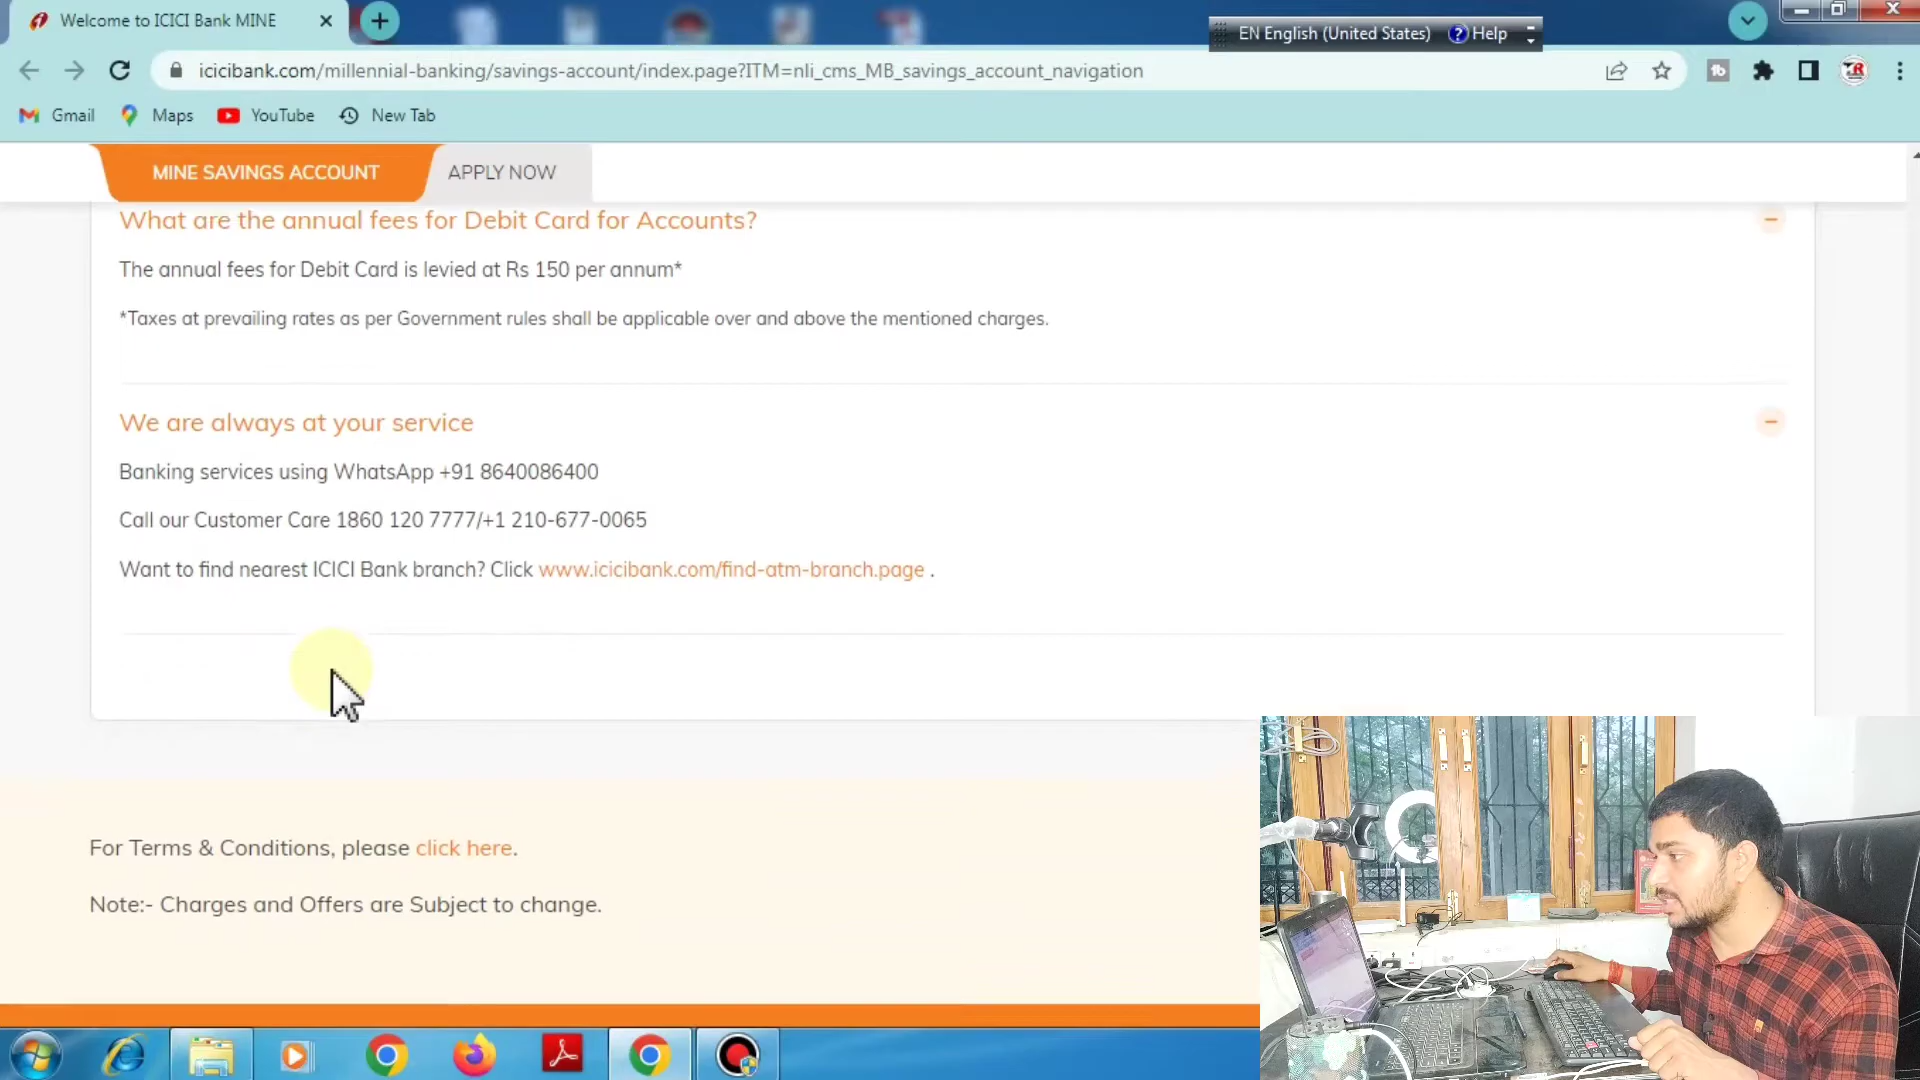 Welcome to ICICI Bank MINE
EN English (United States) Help
icicibank.com/millennial-banking/savings-account/index.page?ITM=nli_cms_MB_savings_account_navigation
Gmail Maps YouTube New Tab
MINE SAVINGS ACCOUNT APPLY NOW
What are the annual fees for Debit Card for Accounts?
The annual fees for Debit Card is levied at Rs 150 per annum*
*Taxes at prevailing rates as per Government rules shall be applicable over and above the mentioned charges.
We are always at your service
Banking services using WhatsApp +91 8640086400
Call our Customer Care 1860 120 7777/+1 210-677-0065
Want to find nearest ICICI Bank branch? Click www.icicibank.com/find-atm-branch.page .
For Terms & Conditions, please click here.
Note:- Charges and Offers are Subject to change.